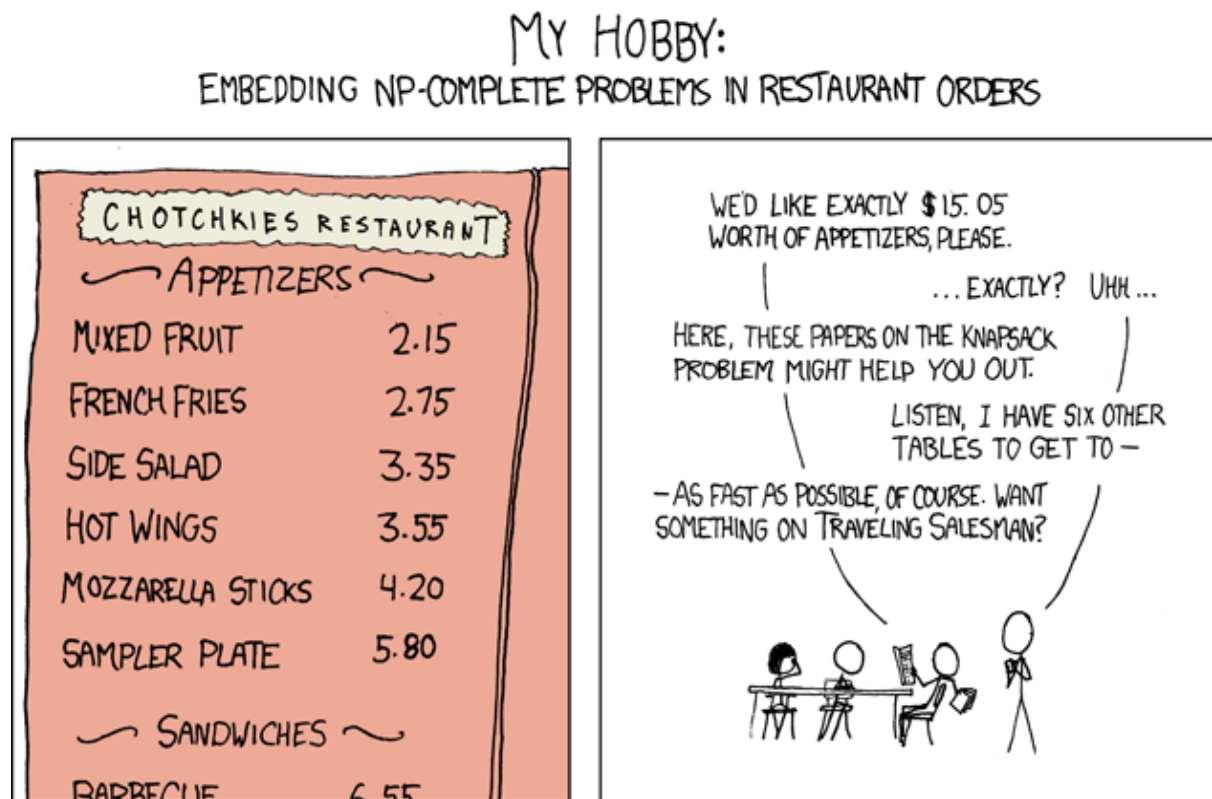 MY HOBBY:
EMBEDDING NP-COMPLETE PROBLEMS IN RESTAURANT ORDERS
CHOTCHKIES RESTAURANT
APPETIZERS
MIXED FRUIT 2.15
FRENCH FRIES 2.75
SIDE SALAD 3.35
HOT WINGS 3.55
MOZZARELLA STICKS 4.20
SAMPLER PLATE 5.80
SANDWICHES
BARBECUE 6.55
WE'D LIKE EXACTLY $15.05
WORTH OF APPETIZERS, PLEASE.
...EXACTLY? UHH...
HERE, THESE PAPERS ON THE KNAPSACK
PROBLEM MIGHT HELP YOU OUT.
LISTEN, I HAVE SIX OTHER
TABLES TO GET TO —
— AS FAST AS POSSIBLE, OF COURSE. WANT
SOMETHING ON TRAVELING SALESMAN?